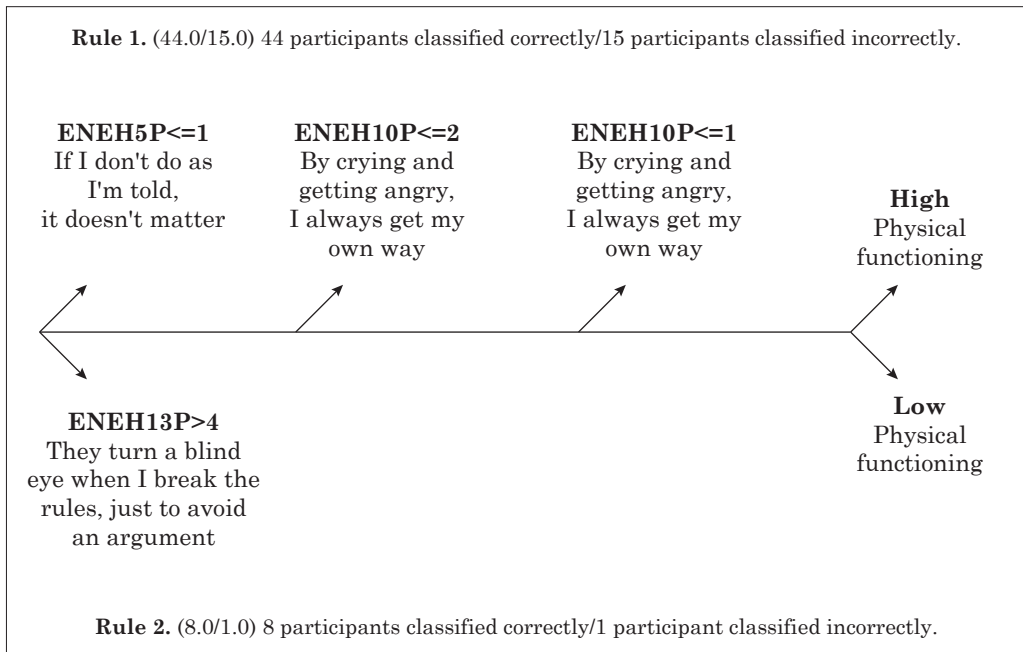 Rule 1. (44.0/15.0) 44 participants classified correctly/15 participants classified incorrectly.
ENEH5P<=1
If I don't do as
I'm told,
it doesn't matter
ENEH10P<=2
By crying and
getting angry,
I always get my
own way
ENEH10P<=1
By crying and
getting angry,
I always get my
own way
High
Physical
functioning
ENEH13P>4
They turn a blind
eye when I break the
rules, just to avoid
an argument
Low
Physical
functioning
Rule 2. (8.0/1.0) 8 participants classified correctly/1 participant classified incorrectly.